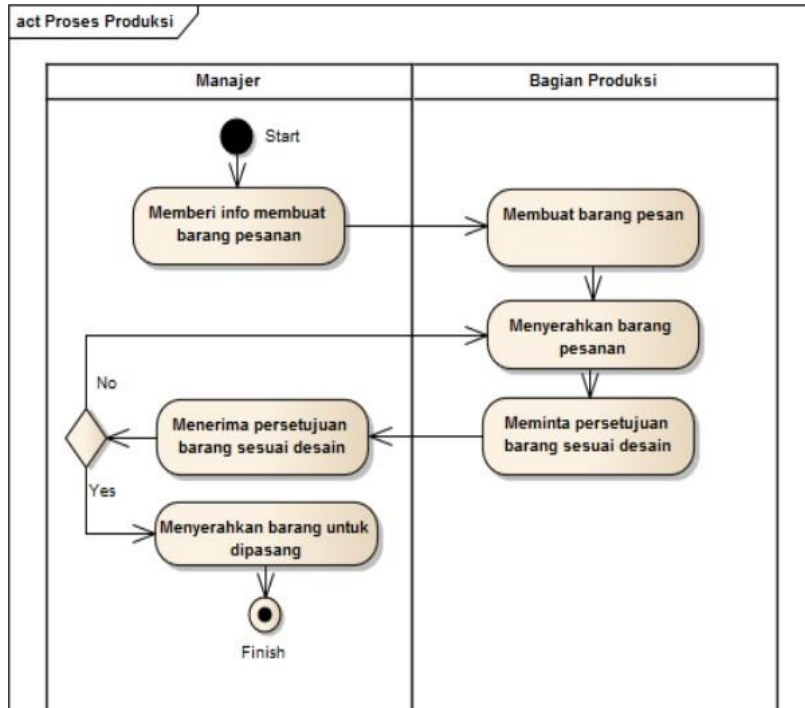 act Proses Produksi
Manajer
Bagian Produksi
Start
Memberi info membuat
barang pesanan
Membuat barang pesan
Menyerahkan barang
pesanan
No
Menerima persetujuan
barang sesuai desain
Meminta persetujuan
barang sesuai desain
Yes
Menyerahkan barang untuk
dipasang
Finish